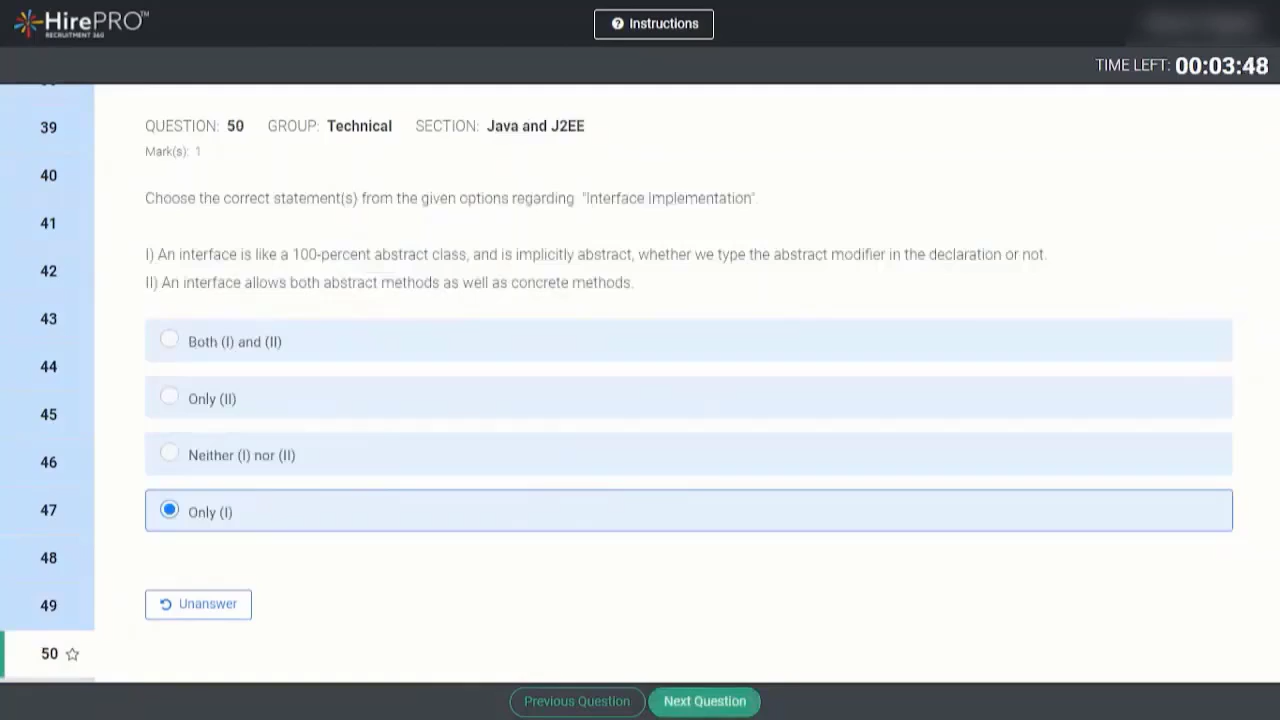 HirePRO™
RECRUITMENT 360
Instructions
TIME LEFT: 00:03:48
39
40
41
42
43
44
45
46
47
48
49
50
QUESTION: 50 GROUP: Technical SECTION: Java and J2EE
Mark(s): 1
Choose the correct statement(s) from the given options regarding "Interface Implementation".
I) An interface is like a 100-percent abstract class, and is implicitly abstract, whether we type the abstract modifier in the declaration or not.
II) An interface allows both abstract methods as well as concrete methods.
Both (I) and (II)
Only (II)
Neither (I) nor (II)
Only (I)
Unanswer
Previous Question Next Question